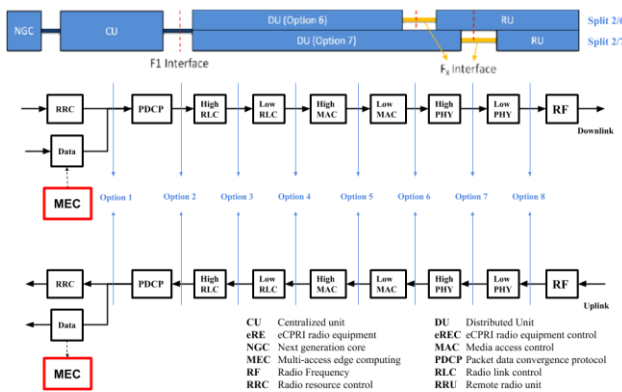 NGC
CU
DU (Option 6)
RU
Split 2/6
DU (Option 7)
RU
Split 2/7
F1 Interface
Fx Interface
RRC
PDCP
High RLC
Low RLC
High MAC
Low MAC
High PHY
Low PHY
RF
Downlink
Data
MEC
Option 1
Option 2
Option 3
Option 4
Option 5
Option 6
Option 7
Option 8
RRC
PDCP
High RLC
Low RLC
High MAC
Low MAC
High PHY
Low PHY
RF
Uplink
Data
MEC
CU Centralized unit
eRE eCPRI radio equipment
NGC Next generation core
MEC Multi-access edge computing
RF Radio Frequency
RRC Radio resource control
DU Distributed Unit
eREC eCPRI radio equipment control
MAC Media access control
PDCP Packet data convergence protocol
RLC Radio link control
RRU Remote radio unit